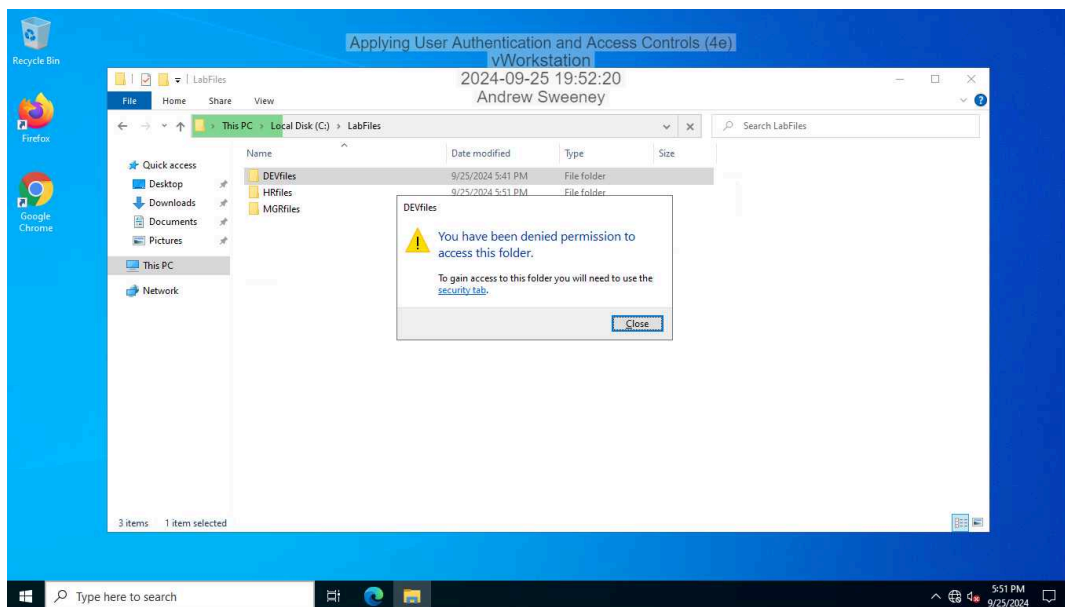 Recycle Bin
Firefox
Google
Chrome
Applying User Authentication and Access Controls (4e)
vWorkstation
2024-09-25 19:52:20
Andrew Sweeney
LabFiles
File Home Share View
This PC Local Disk (C:) LabFiles
Search LabFiles
Name Date modified Type Size
Quick access
Desktop
Downloads
Documents
Pictures
This PC
Network
DEVfiles 9/25/2024 5:41 PM File folder
HRfiles 9/25/2024 5:51 PM File folder
MGRfiles
DEVfiles
You have been denied permission to
access this folder.
To gain access to this folder you will need to use the
security tab.
Close
3 items 1 item selected
Type here to search
5:51 PM
9/25/2024